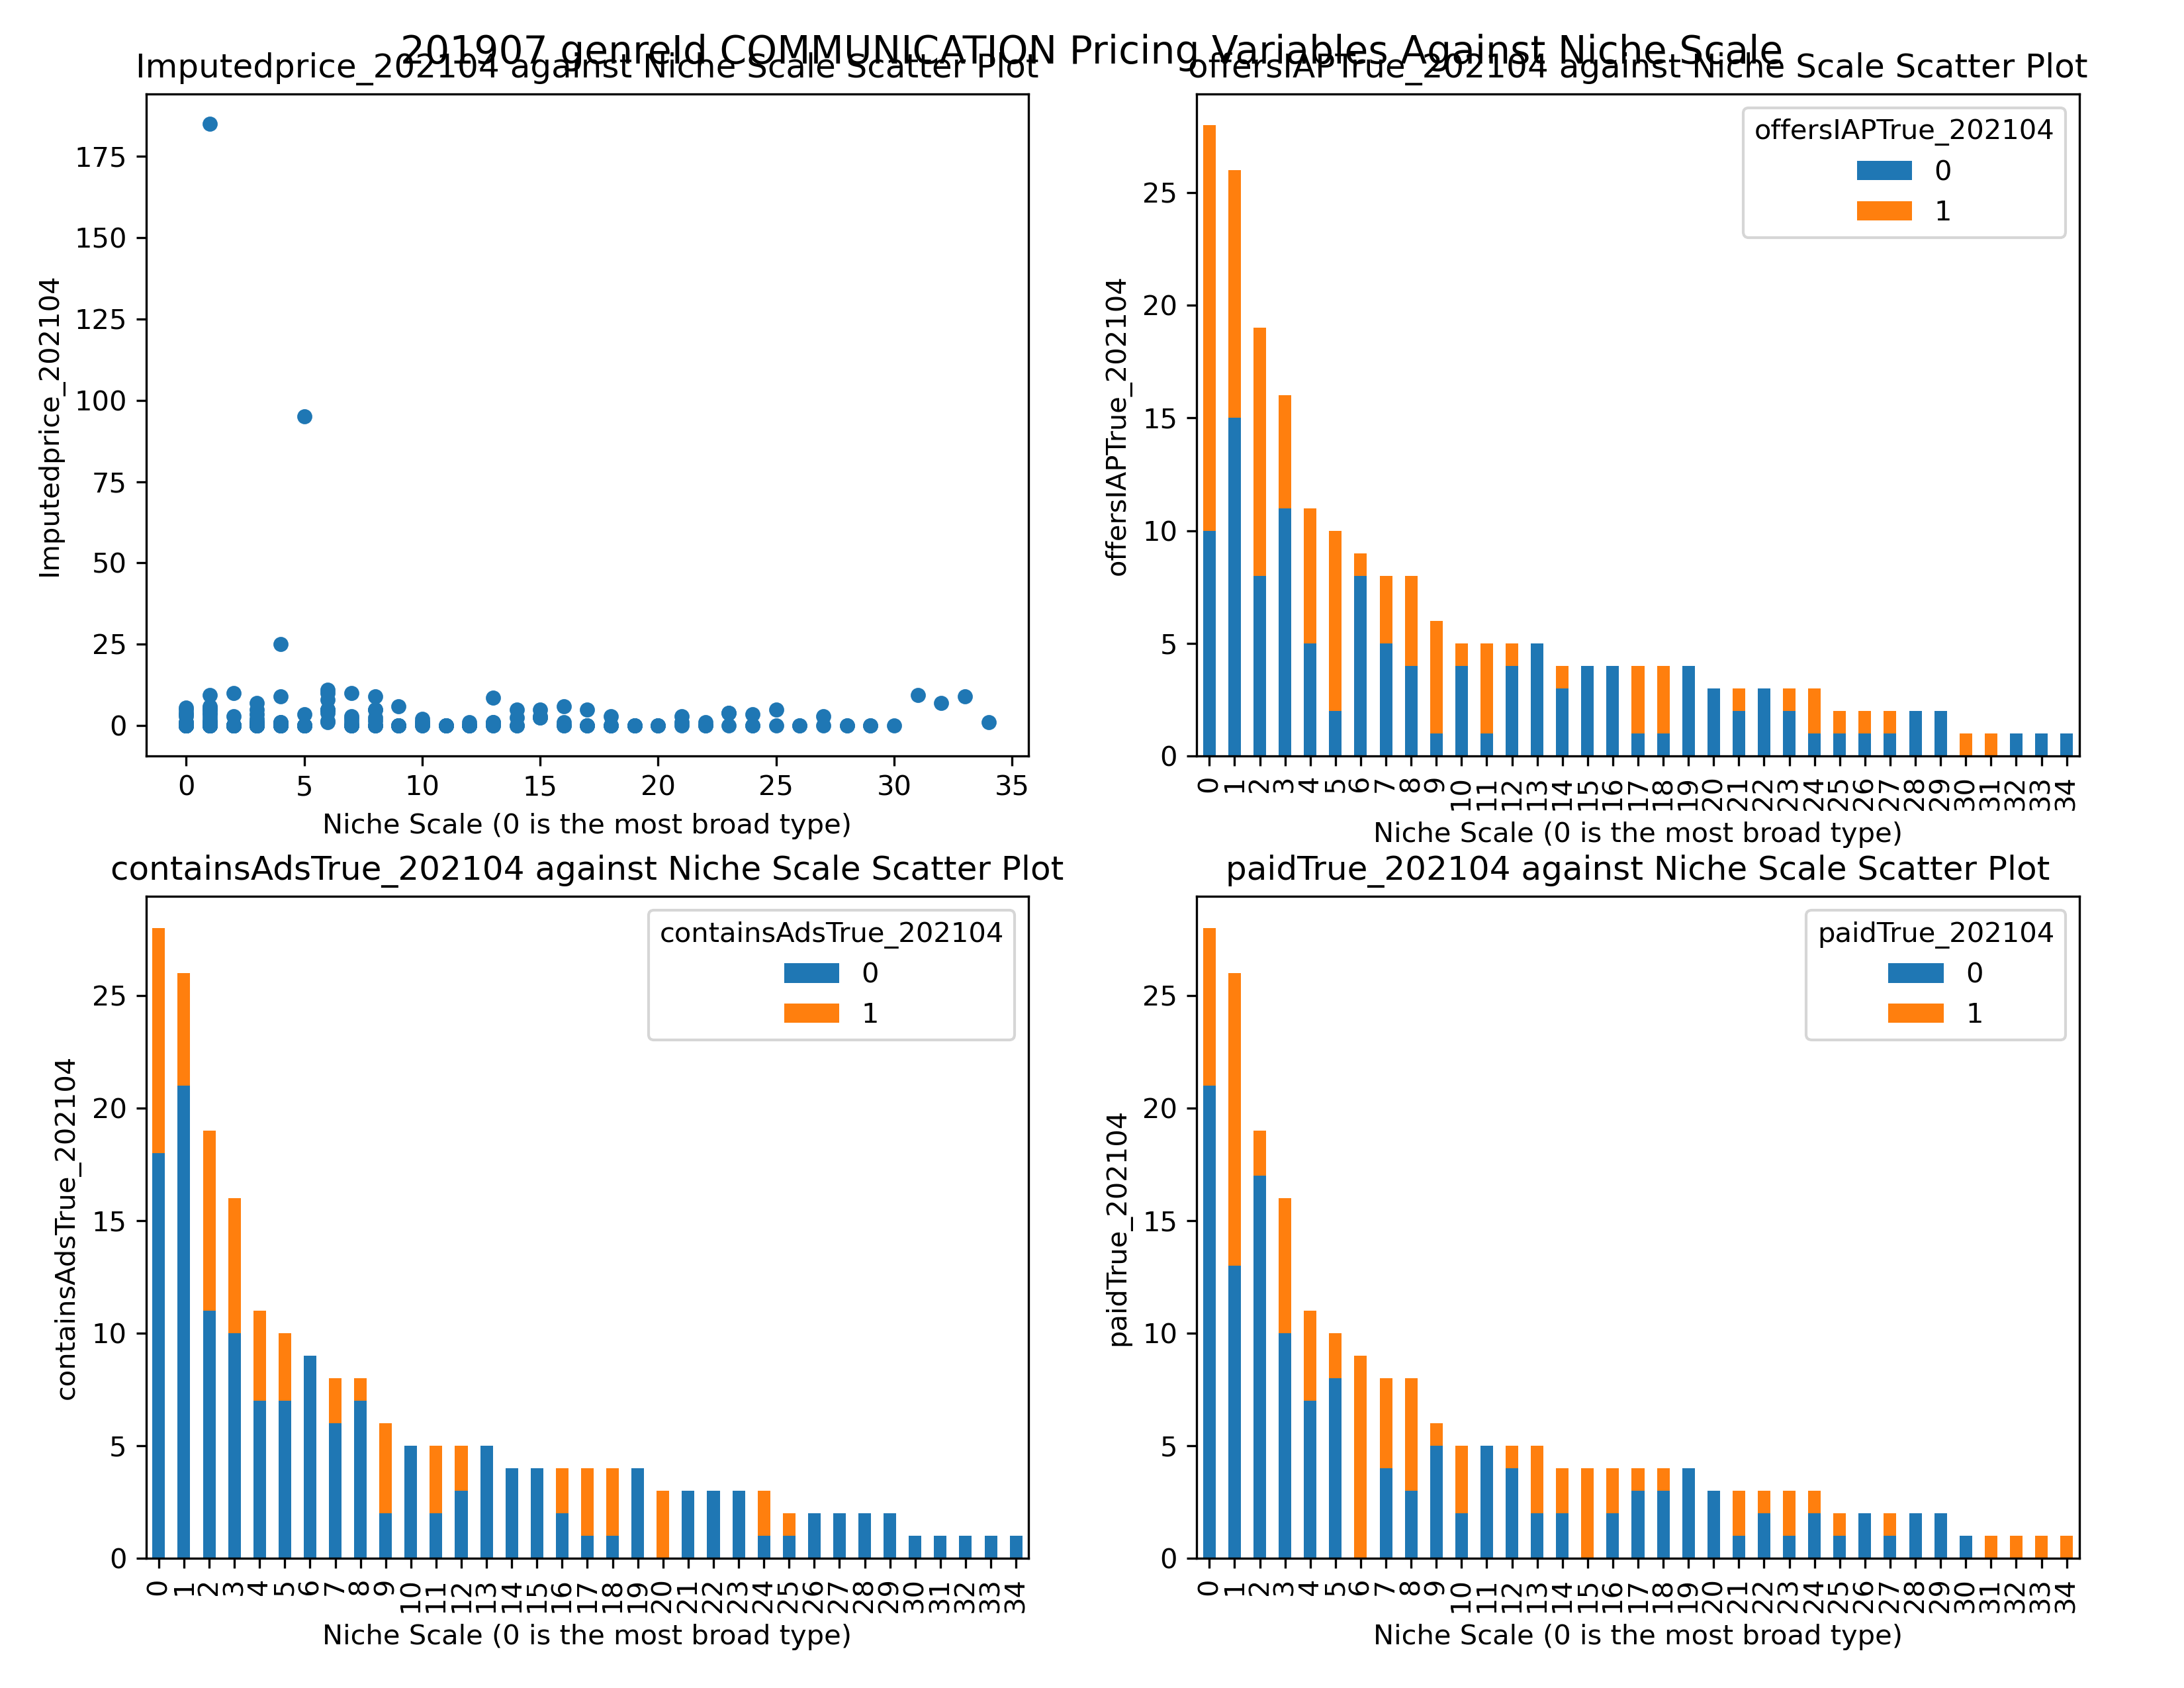 201907 genreId COMMUNICATION Pricing Variables Against Niche Scale
Imputedprice_202104 against Niche Scale Scatter Plot
Imputedprice_202104
175
150
125
100
75
50
25
0
0 5 10 15 20 25 30 35
Niche Scale (0 is the most broad type)
offersIAPTrue_202104 against Niche Scale Scatter Plot
offersIAPTrue_202104
25
20
15
10
5
0
offersIAPTrue_202104
0
1
0 1 2 3 4 5 6 7 8 9 10 11 12 13 14 15 16 17 18 19 20 21 22 23 24 25 26 27 28 29 30 31 32 33 34
Niche Scale (0 is the most broad type)
containsAdsTrue_202104 against Niche Scale Scatter Plot
containsAdsTrue_202104
25
20
15
10
5
0
containsAdsTrue_202104
0
1
0 1 2 3 4 5 6 7 8 9 10 11 12 13 14 15 16 17 18 19 20 21 22 23 24 25 26 27 28 29 30 31 32 33 34
Niche Scale (0 is the most broad type)
paidTrue_202104 against Niche Scale Scatter Plot
paidTrue_202104
25
20
15
10
5
0
paidTrue_202104
0
1
0 1 2 3 4 5 6 7 8 9 10 11 12 13 14 15 16 17 18 19 20 21 22 23 24 25 26 27 28 29 30 31 32 33 34
Niche Scale (0 is the most broad type)